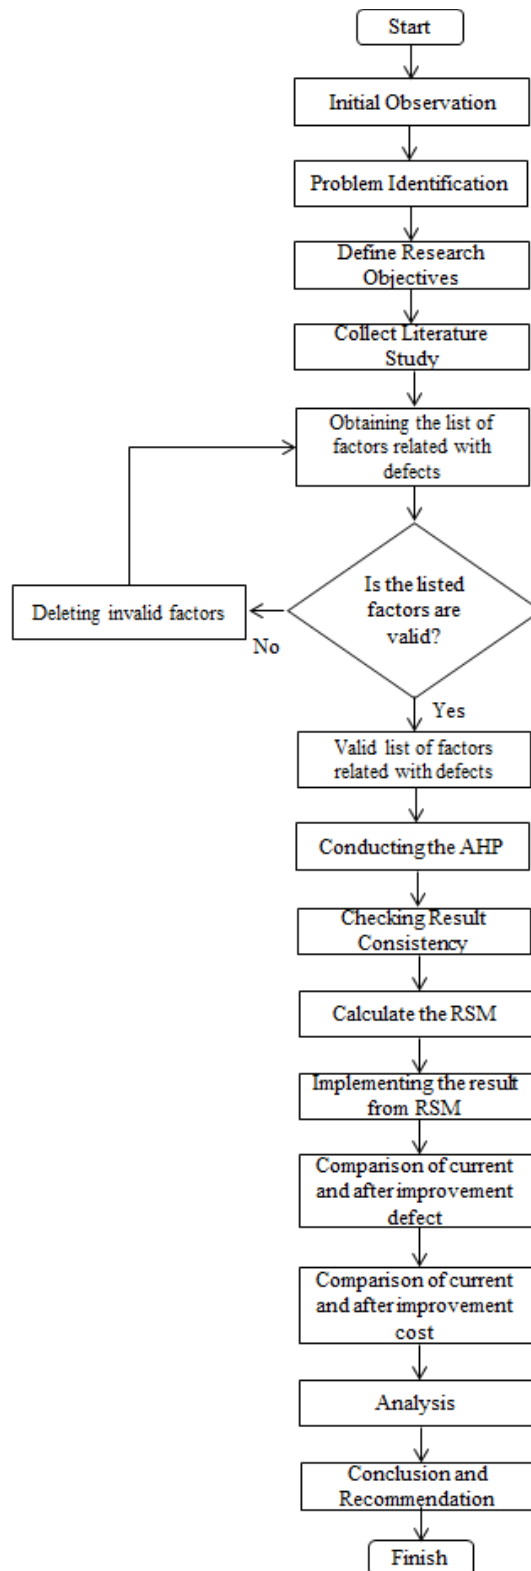 Start
Initial Observation
Problem Identification
Define Research
Objectives
Collect Literature
Study
Obtaining the list of
factors related with
defects
Is the listed
factors are
valid?
Deleting invalid factors
No
Yes
Valid list of factors
related with defects
Conducting the AHP
Checking Result
Consistency
Calculate the RSM
Implementing the result
from RSM
Comparison of current
and after improvement
defect
Comparison of current
and after improvement
cost
Analysis
Conclusion and
Recommendation
Finish